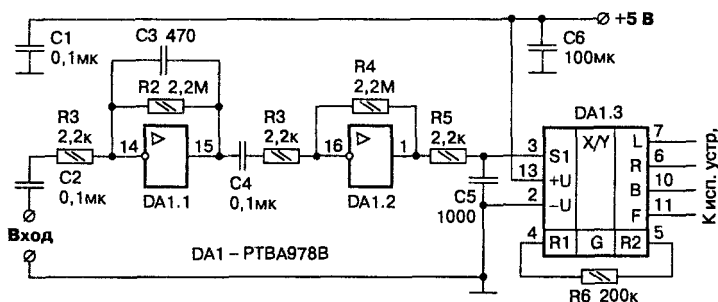 C1
0,1мк
C3 470
R2 2,2М
R3
2,2к
14
15
DA1.1
C2
0,1мк
Вход
C4
0,1мк
R3
2,2к
R4
2,2М
16
1
DA1.2
R5
2,2к
C5
1000
+5 В
C6
100мк
DA1.3
X/Y
3
S1
13
+U
2
–U
L
7
R
6
B
10
F
11
4
R1
G
R2
5
R6 200к
К исп. устр.
DA1 – PTBA978B